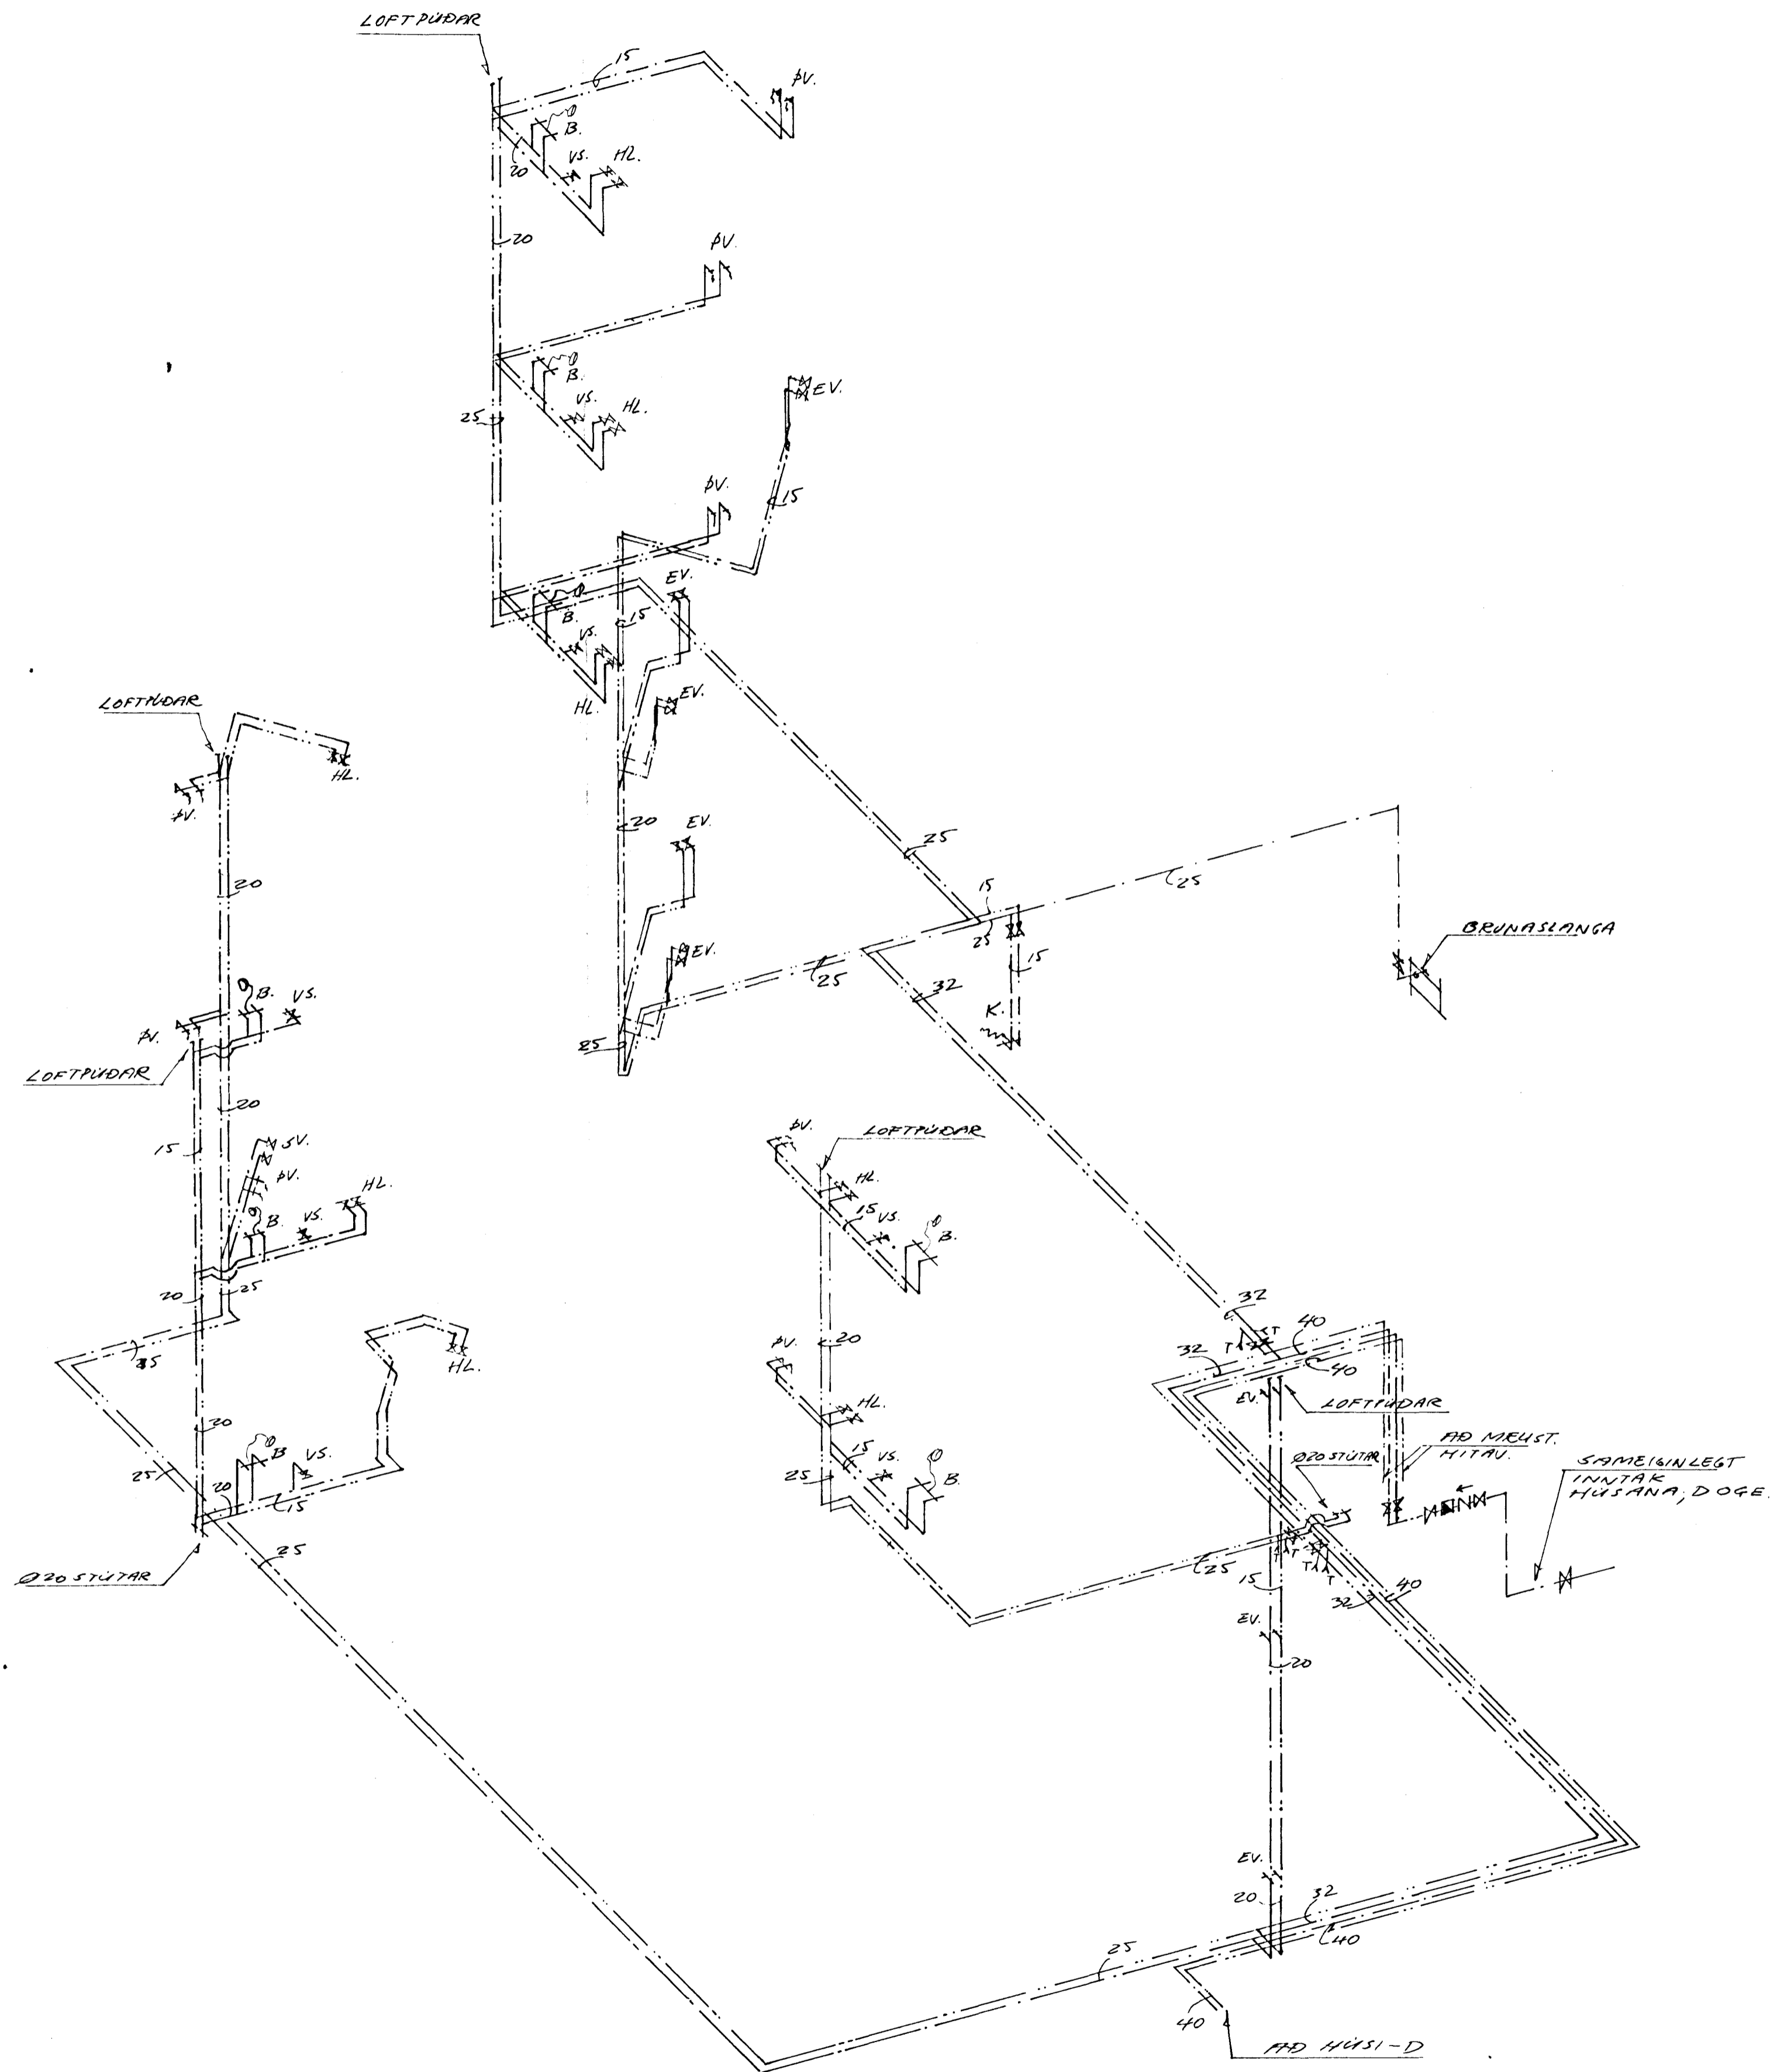 LOFTPÚÐAR
15
ÞV.
B.
20
VS.
HL.
20
ÞV.
B.
EV.
25
VS.
HL.
ÞV.
15
EV.
B.
15
VS.
HL.
EV.
LOFTPÚÐAR
HL.
ÞV.
20
EV.
25
20
15
25
25
BRUNASLANGA
EV.
25
15
32
B.
VS.
K.
ÞV.
25
LOFTPÚÐAR
20
ÞV.
LOFTPÚÐAR
15
SV.
HL.
ÞV.
HL.
15
VS.
B.
VS.
B.
20
25
32
40
T
T
20
ÞV.
32
40
25
HL.
EV.
LOFTPÚÐAR
HL.
20
AÐ MÆLIST.
HITAV.
15
Ø20 STÚTAR
SAMEIGINLEGT
INNTAK
HÚSANA, D OG E.
B
VS.
25
VS.
B.
25
20
15
25
25
T
T
T
T
Ø20 STÚTAR
15
40
32
EV.
20
EV.
20
32
40
25
40
AÐ HÚSI-D